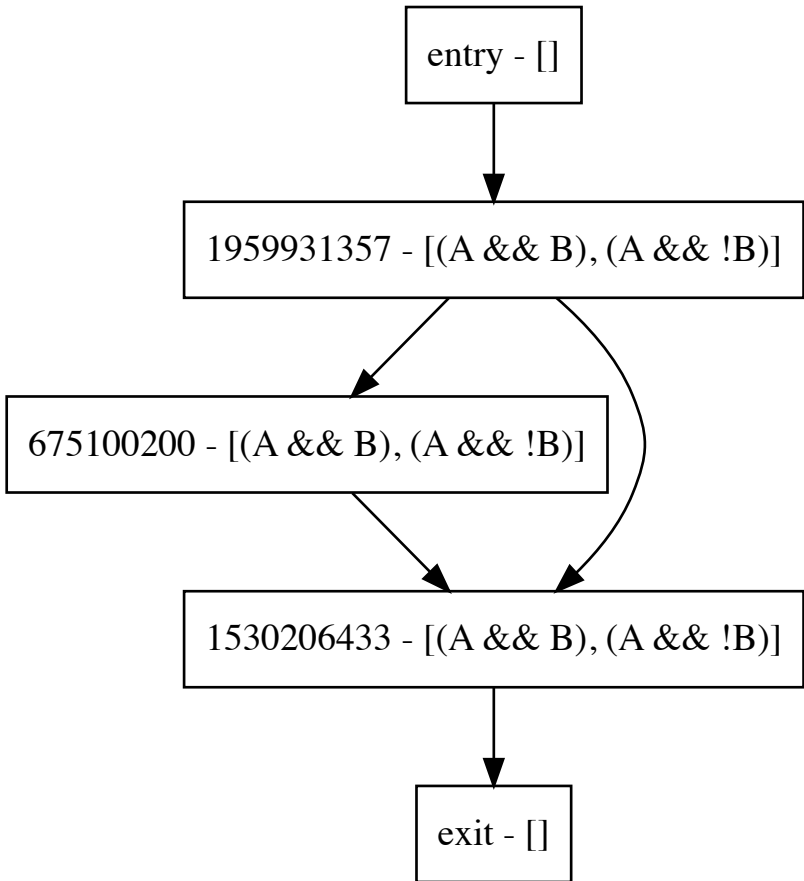 entry - []
1959931357 - [(A && B), (A && !B)]
675100200 - [(A && B), (A && !B)]
1530206433 - [(A && B), (A && !B)]
exit - []